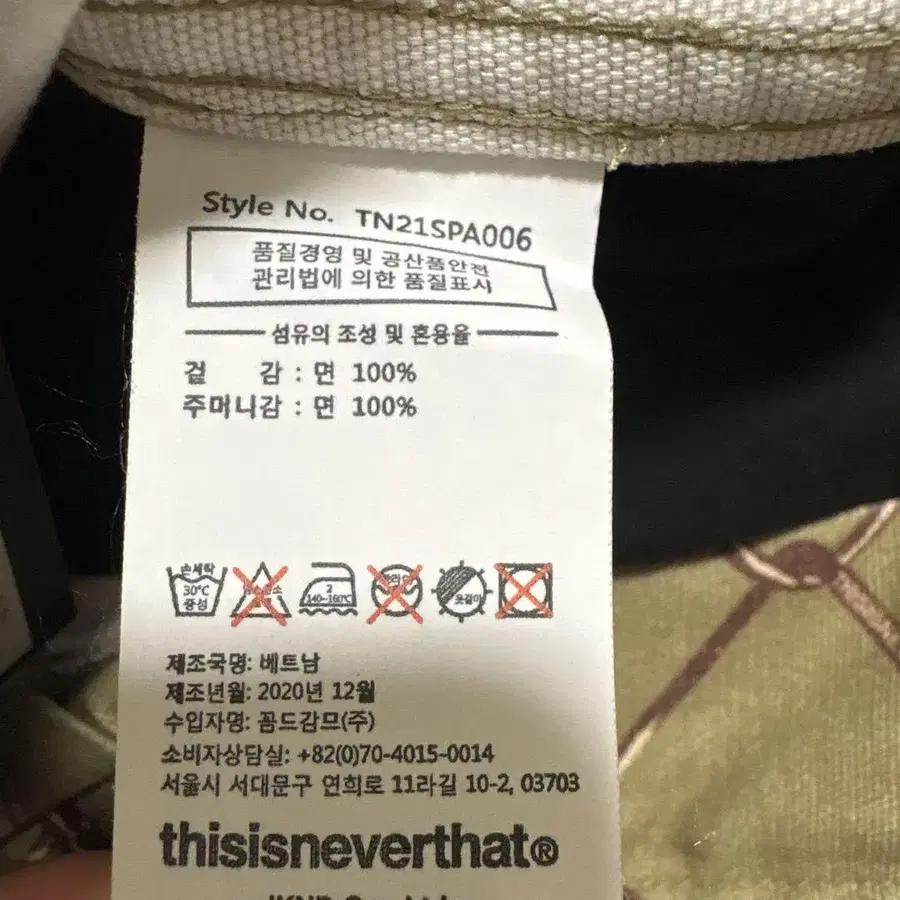 Style No. TN21SPA006
품질경영 및 공산품안전
관리법에 의한 품질표시
섬유의 조성 및 혼용율
겉 감 : 면 100%
주머니감 : 면 100%
손세탁
30℃
중성
2
140~160℃
옷걸이
제조국명: 베트남
제조년월: 2020년 12월
수입자명: 꼼드감므(주)
소비자상담실: +82(0)70-4015-0014
서울시 서대문구 연희로 11라길 10-2, 03703
thisisneverthat®